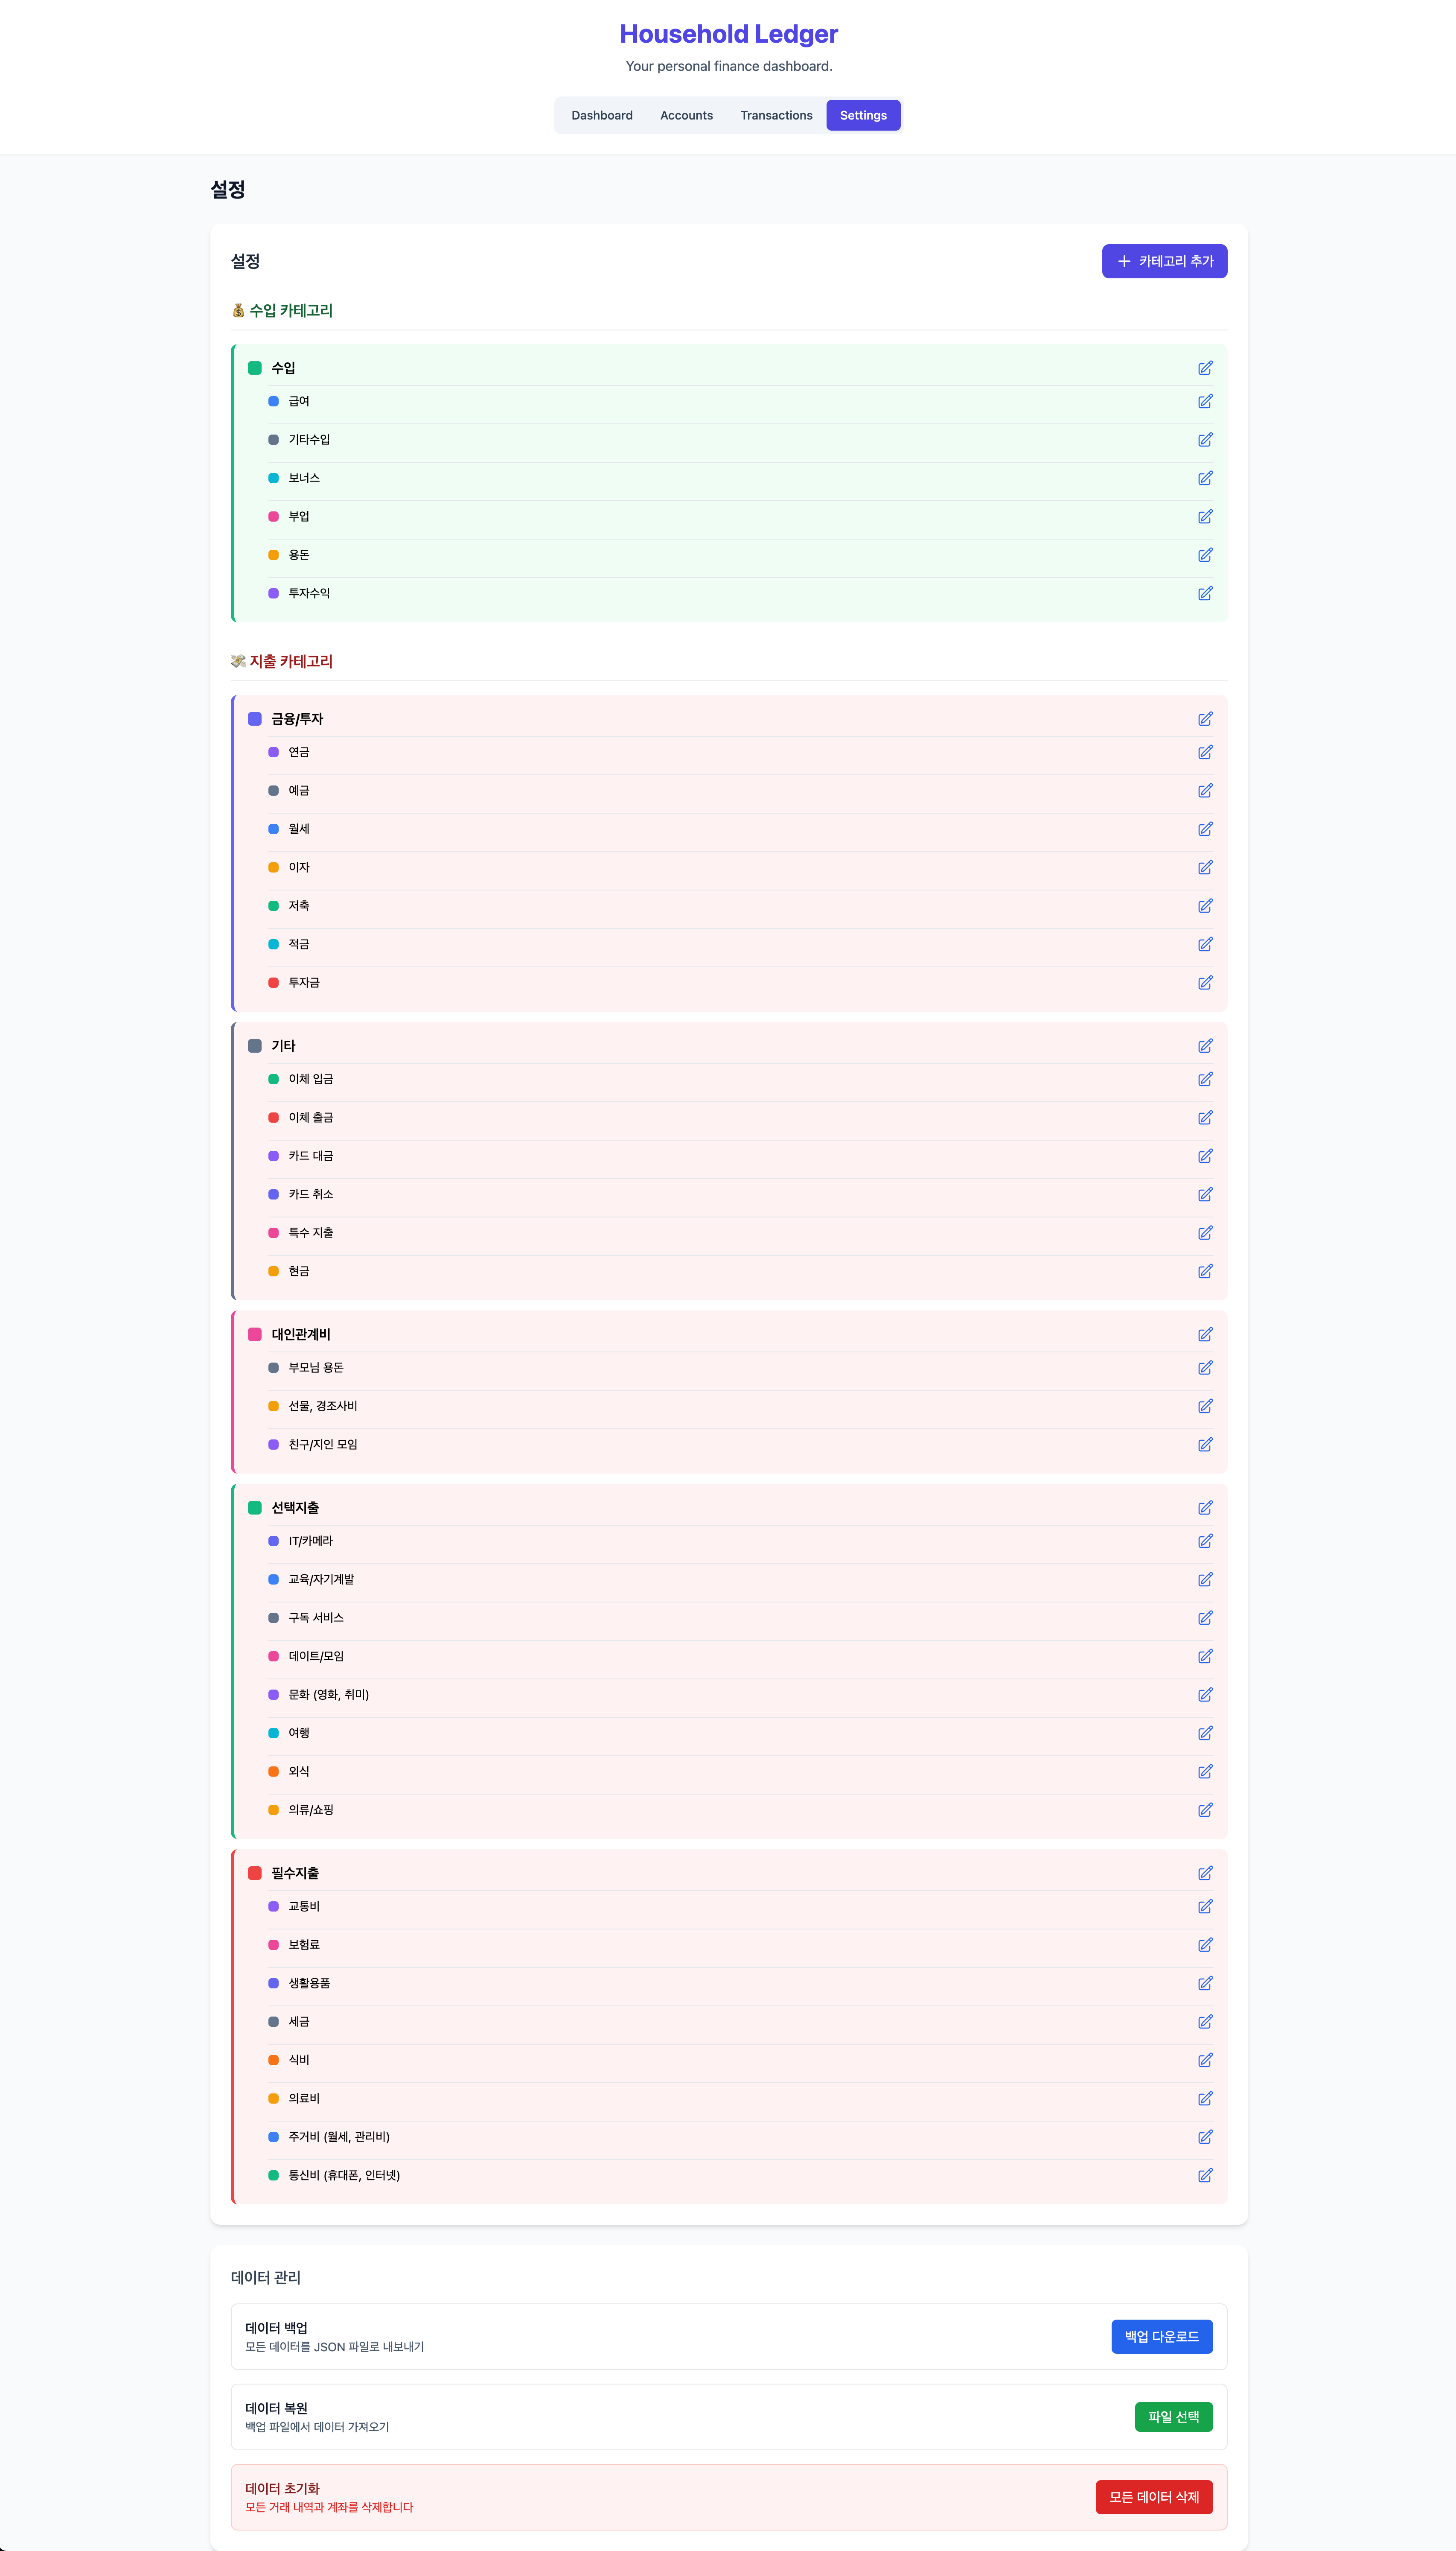 Household Ledger
Your personal finance dashboard.
Dashboard Accounts Transactions Settings
설정
설정
카테고리 추가
수입 카테고리
수입
급여
기타수입
보너스
부업
용돈
투자수익
지출 카테고리
금융/투자
연금
예금
월세
이자
저축
적금
투자금
기타
이체 입금
이체 출금
카드 대금
카드 취소
특수 지출
현금
대인관계비
부모님 용돈
선물, 경조사비
친구/지인 모임
선택지출
IT/카메라
교육/자기계발
구독 서비스
데이트/모임
문화 (영화, 취미)
여행
외식
의류/쇼핑
필수지출
교통비
보험료
생활용품
세금
식비
의료비
주거비 (월세, 관리비)
통신비 (휴대폰, 인터넷)
데이터 관리
데이터 백업
모든 데이터를 JSON 파일로 내보내기
백업 다운로드
데이터 복원
백업 파일에서 데이터 가져오기
파일 선택
데이터 초기화
모든 거래 내역과 계좌를 삭제합니다
모든 데이터 삭제